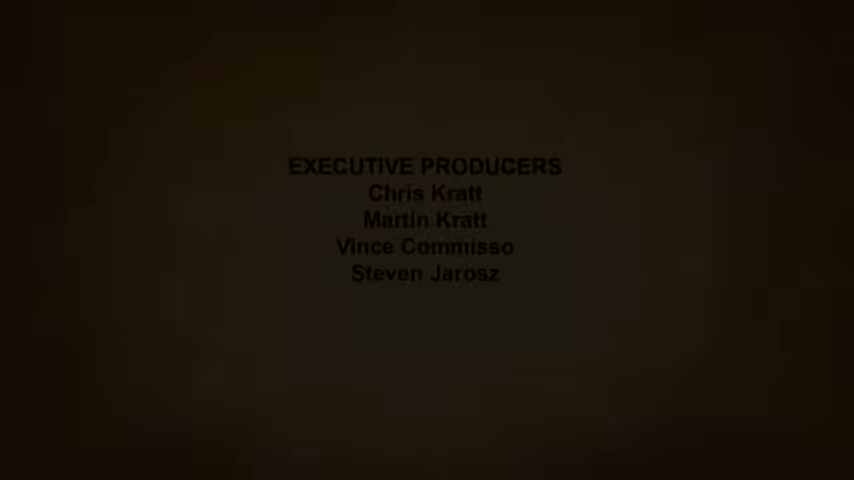 EXECUTIVE PRODUCERS
Chris Kratt
Martin Kratt
Vince Commisso
Steven Jarosz